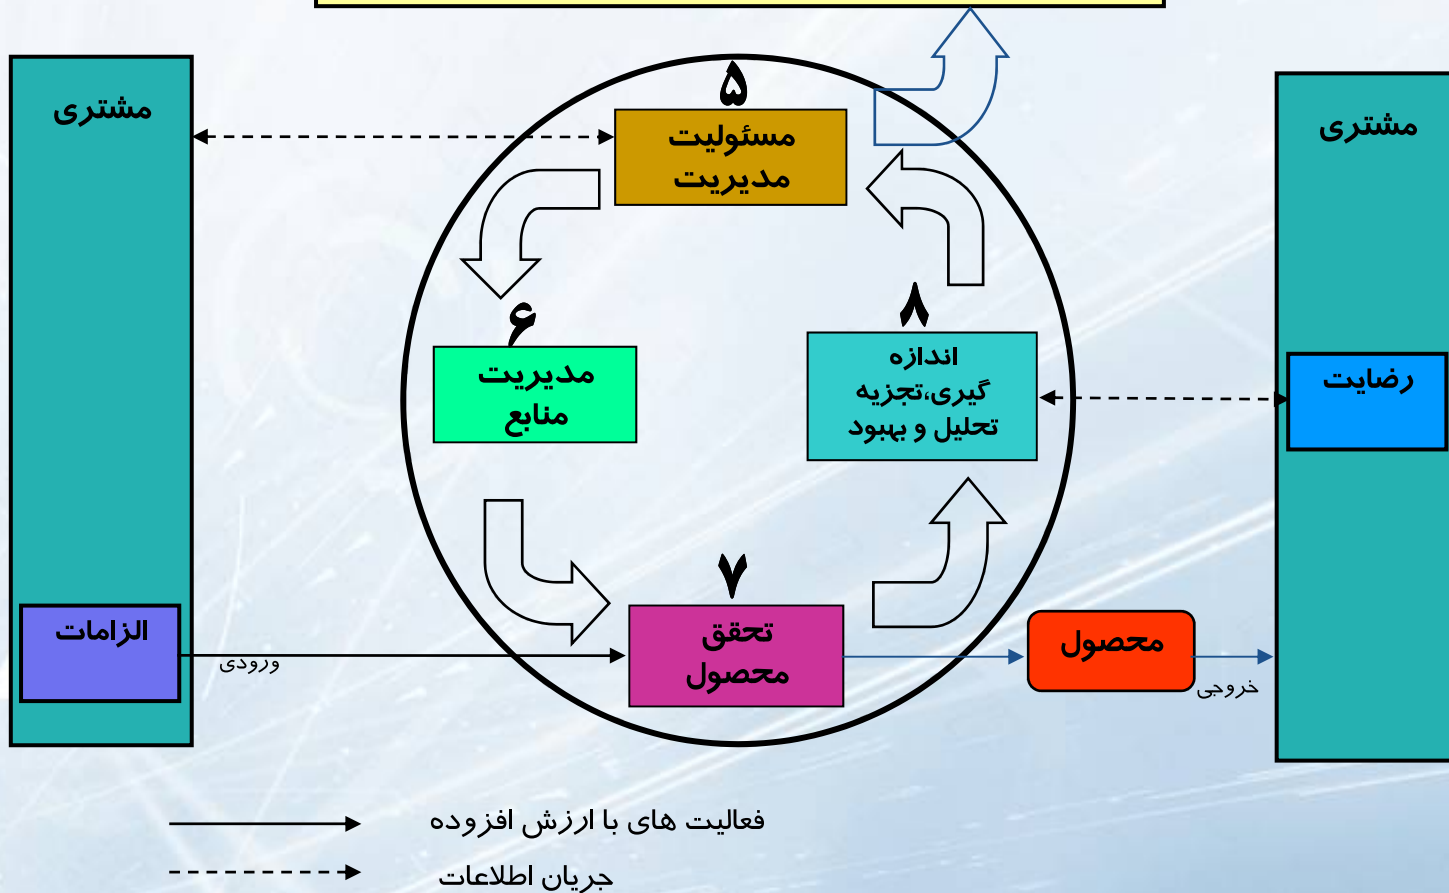 مشتری
۵
مسئولیت
مدیریت
مشتری
۶
مدیریت
منابع
۸
اندازه
گیری،تجزیه
تحلیل و بهبود
رضایت
الزامات
ورودی
۷
تحقق
محصول
محصول
خروجی
فعالیت های با ارزش افزوده
جریان اطلاعات